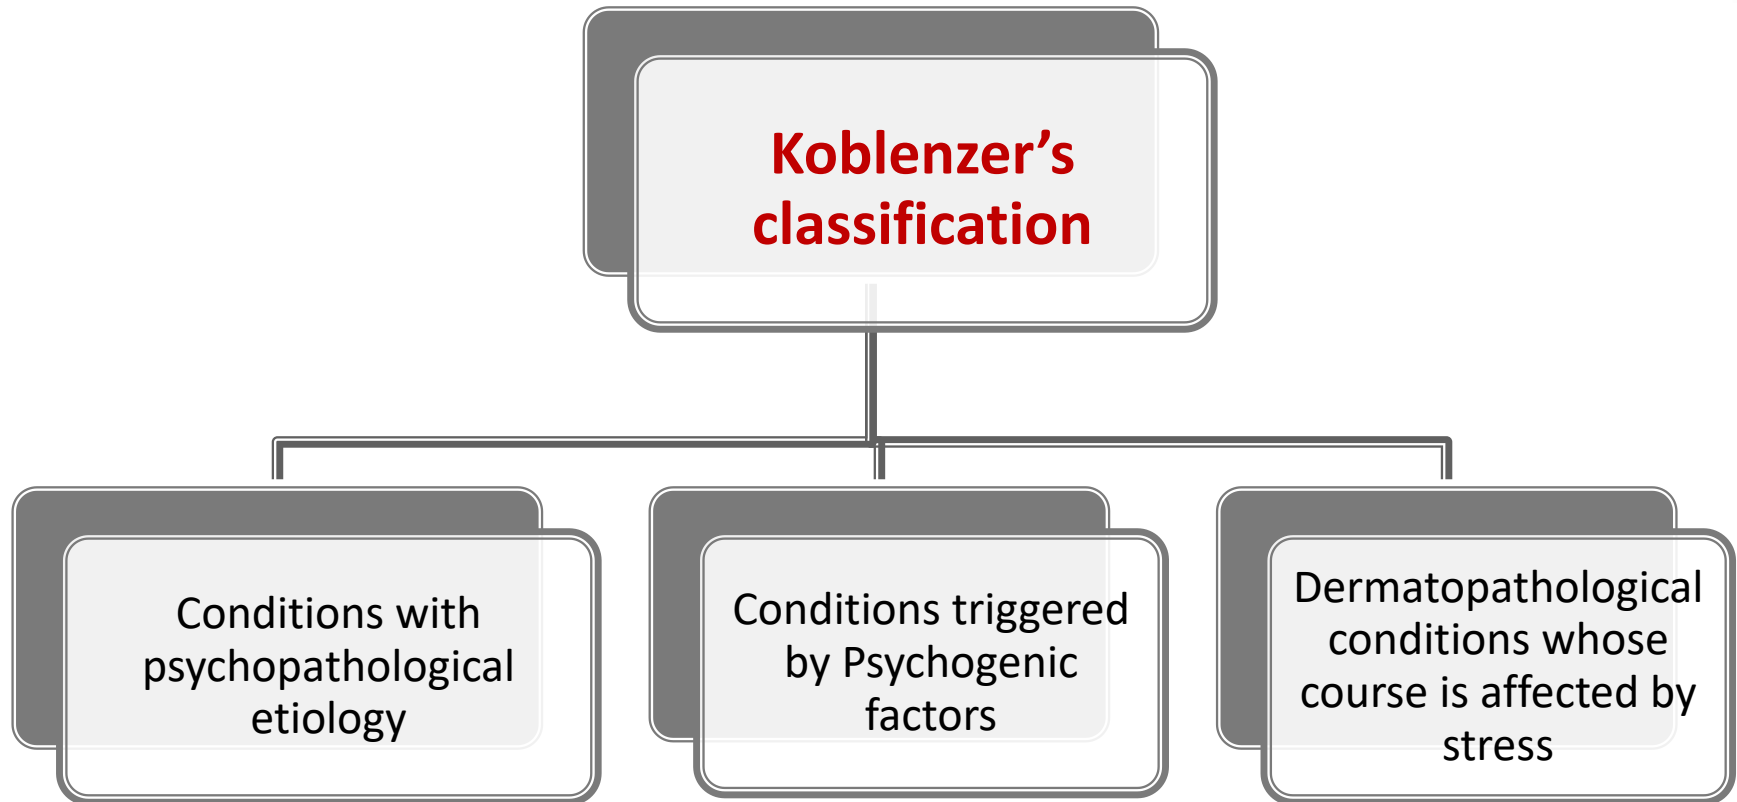 Koblenzer’s
classification
Conditions with
psychopathological
etiology
Conditions triggered
by Psychogenic
factors
Dermatopathological
conditions whose
course is affected by
stress